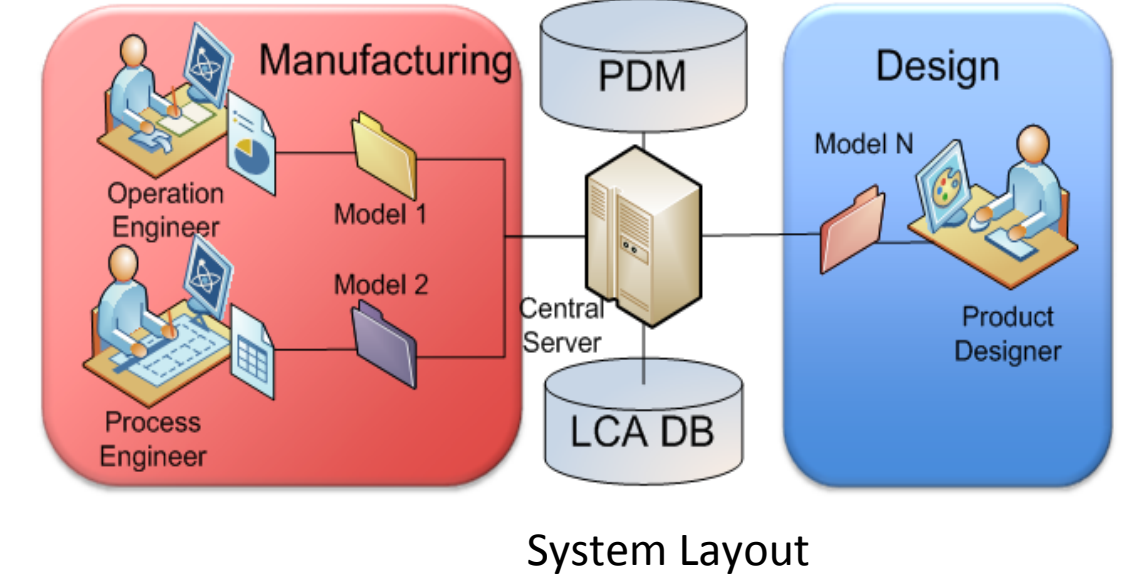 Manufacturing
Operation
Engineer
Model 1
Process
Engineer
Model 2
PDM
Central
Server
LCA DB
Design
Model N
Product
Designer
System Layout